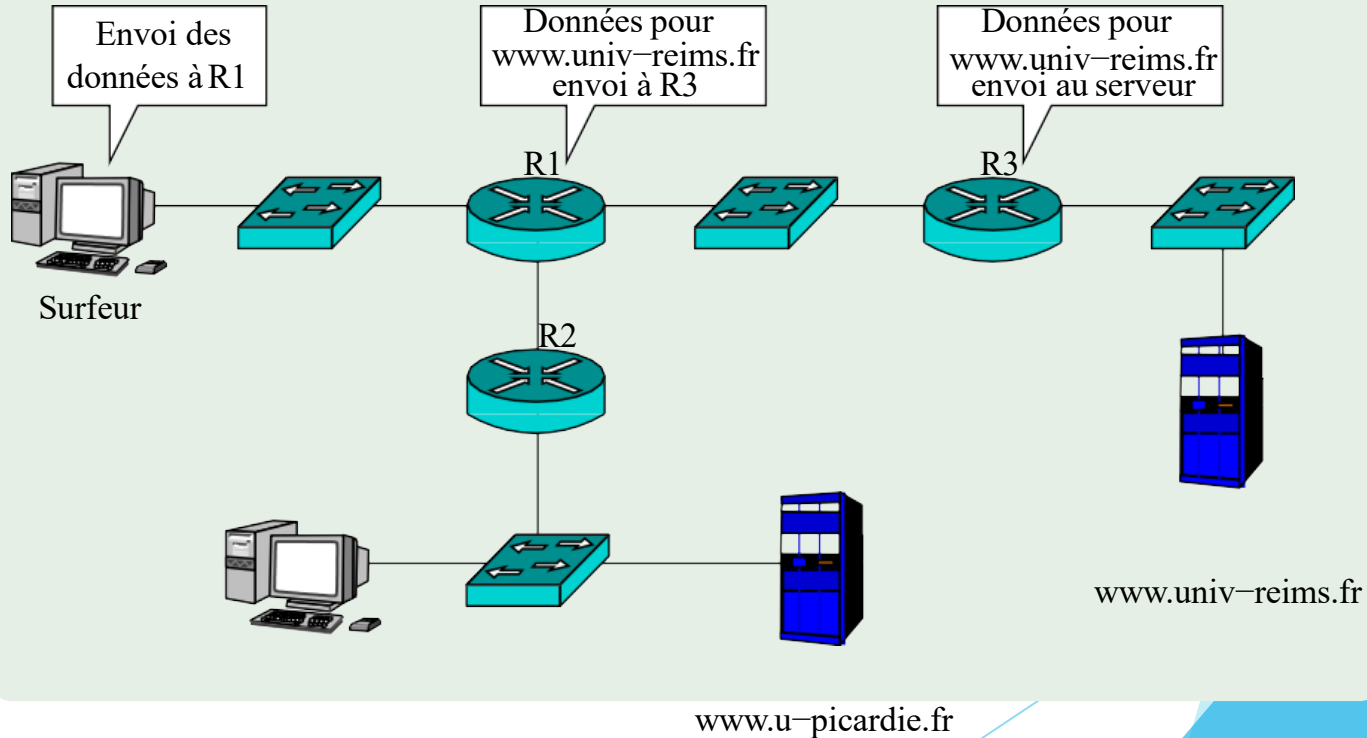 Envoi des
données à R1
Données pour
www.univ−reims.fr
envoi à R3
Données pour
www.univ−reims.fr
envoi au serveur
R1
R3
Surfeur
R2
www.univ−reims.fr
www.u−picardie.fr